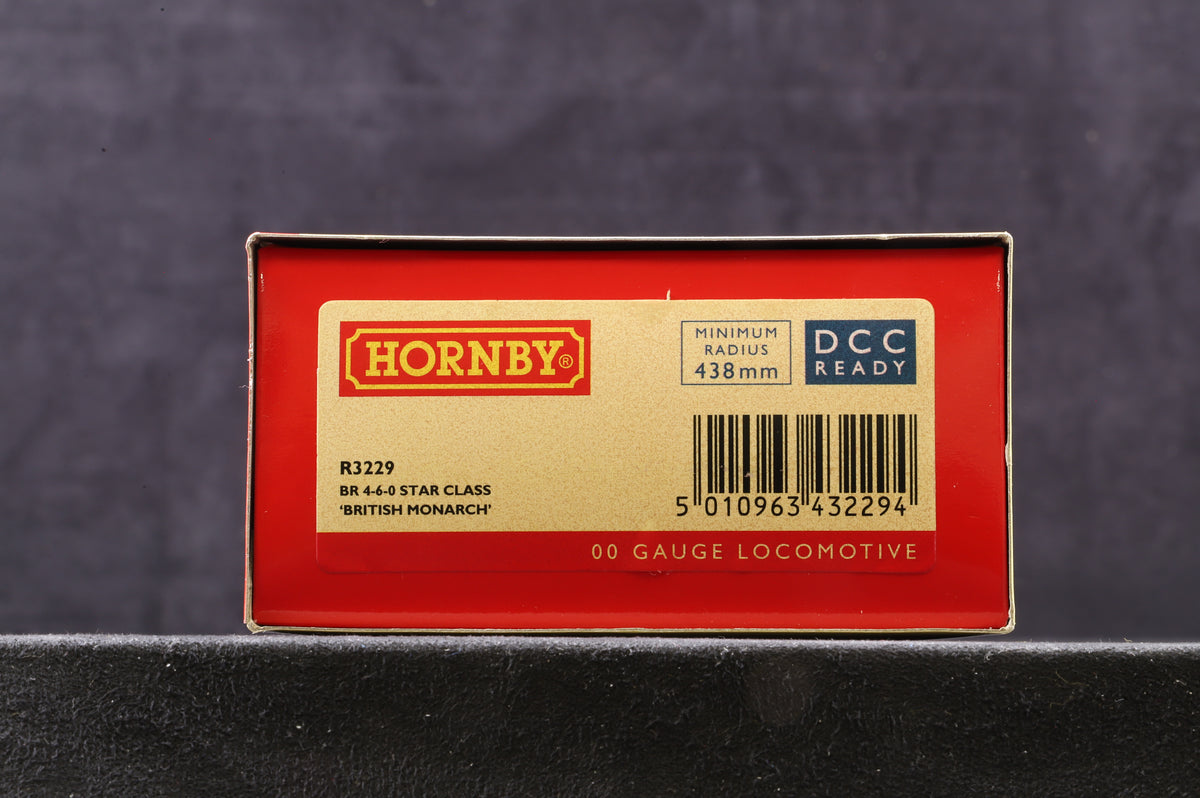 HORNBY®
MINIMUM
RADIUS
438mm
DCC
READY
R3229
BR 4-6-0 STAR CLASS
‘BRITISH MONARCH’
5 010963 432294
00 GAUGE LOCOMOTIVE